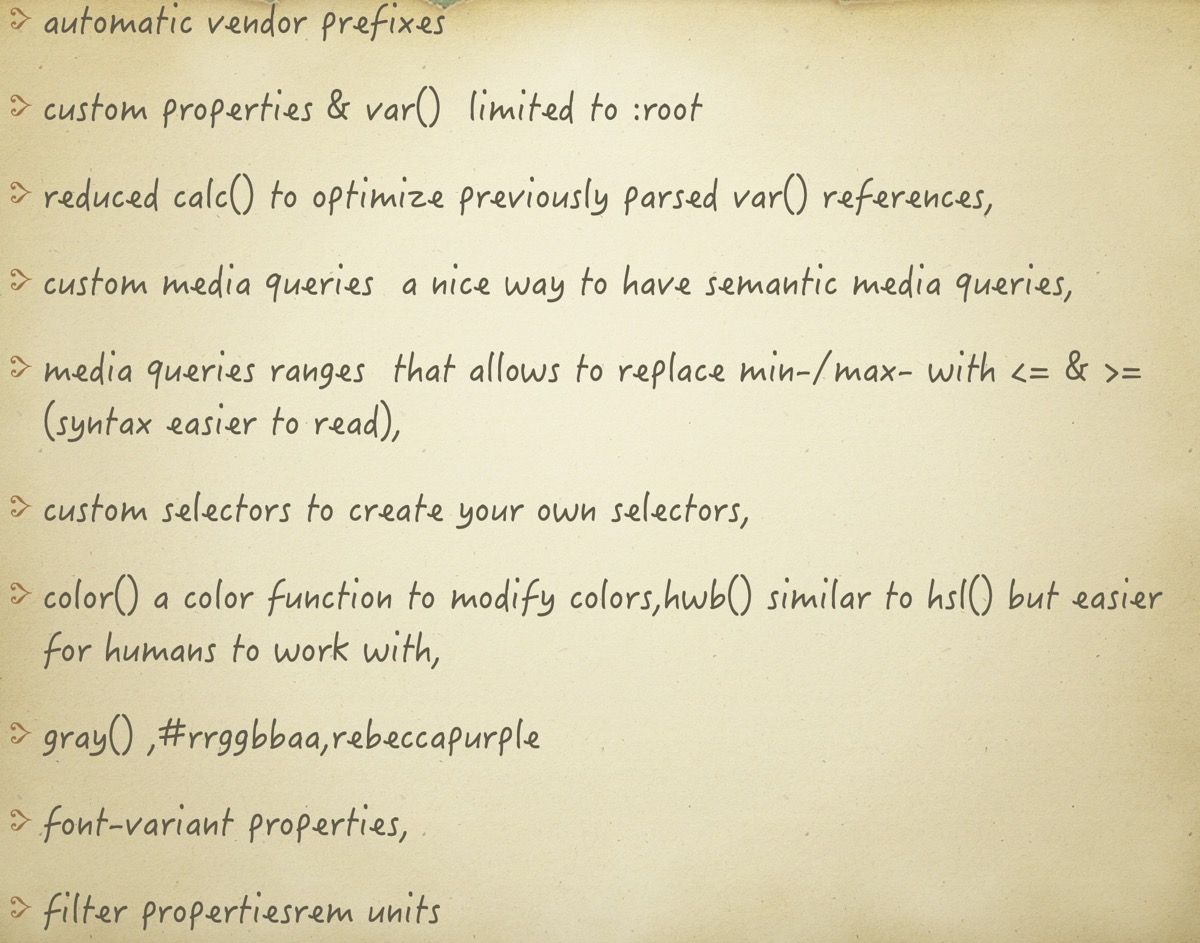 automatic vendor prefixes
custom properties & var()  limited to :root
reduced calc() to optimize previously parsed var() references,
custom media queries  a nice way to have semantic media queries,
media queries ranges  that allows to replace min-/max- with <= & >=
(syntax easier to read),
custom selectors to create your own selectors,
color() a color function to modify colors,hwb() similar to hsl() but easier
for humans to work with,
gray() ,#rrggbbaa,rebeccapurple
font-variant properties,
filter propertiesrem units